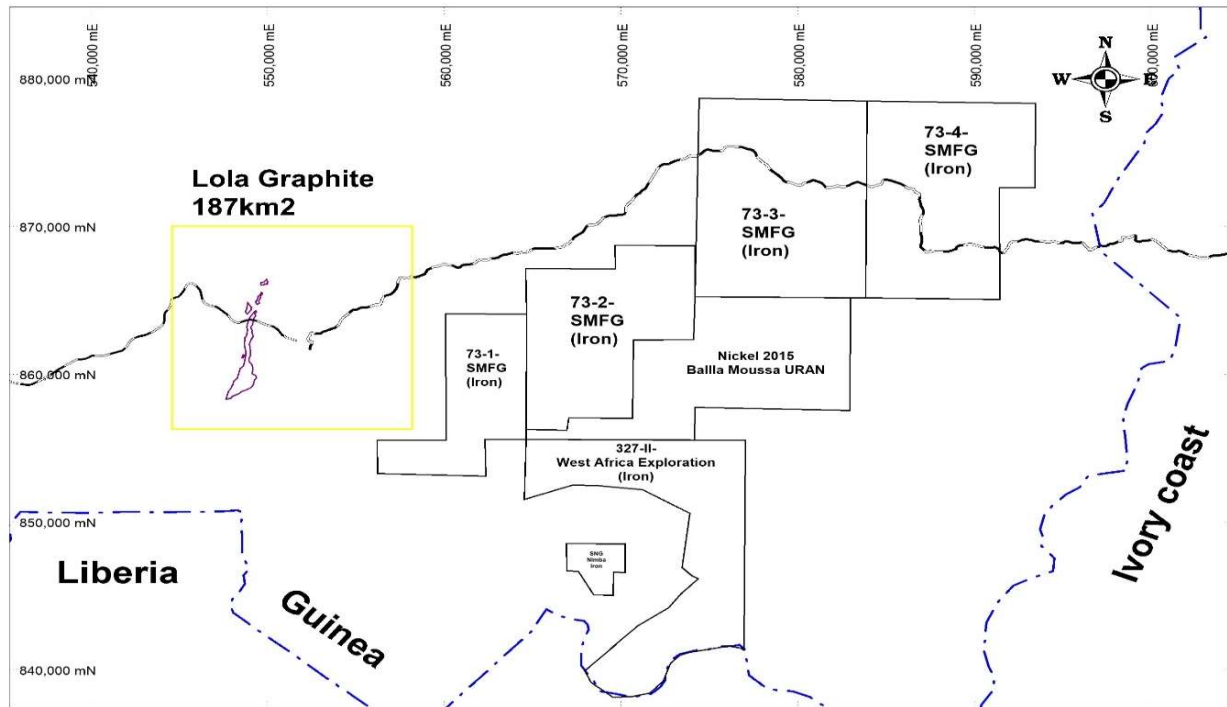 540,000 mE
550,000 mE
560,000 mE
570,000 mE
580,000 mE
590,000 mE
880,000 mN
870,000 mN
860,000 mN
850,000 mN
840,000 mN
N
W
E
S
Lola Graphite
187km2
73-4-
SMFG
(Iron)
73-3-
SMFG
(Iron)
73-2-
SMFG
(Iron)
73-1-
SMFG
(Iron)
Nickel 2015
Ballla Moussa URAN
327-II-
West Africa Exploration
(Iron)
SNG
Nimba
Iron
Liberia
Guinea
Ivory coast